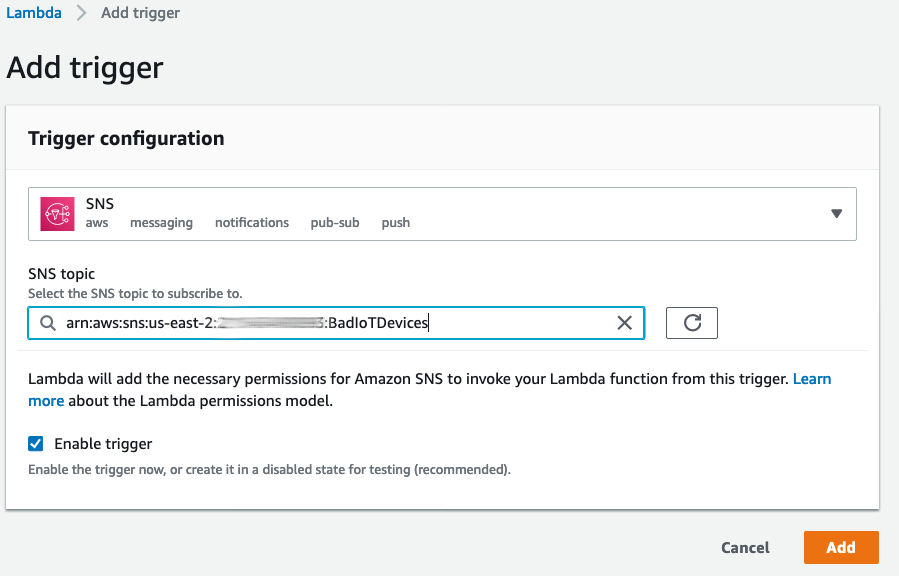 Lambda > Add trigger
Add trigger
Trigger configuration
SNS
aws messaging notifications pub-sub push
SNS topic
Select the SNS topic to subscribe to.
arn:aws:sns:us-east-2: :BadIoTDevices
Lambda will add the necessary permissions for Amazon SNS to invoke your Lambda function from this trigger. Learn
more about the Lambda permissions model.
Enable trigger
Enable the trigger now, or create it in a disabled state for testing (recommended).
Cancel Add